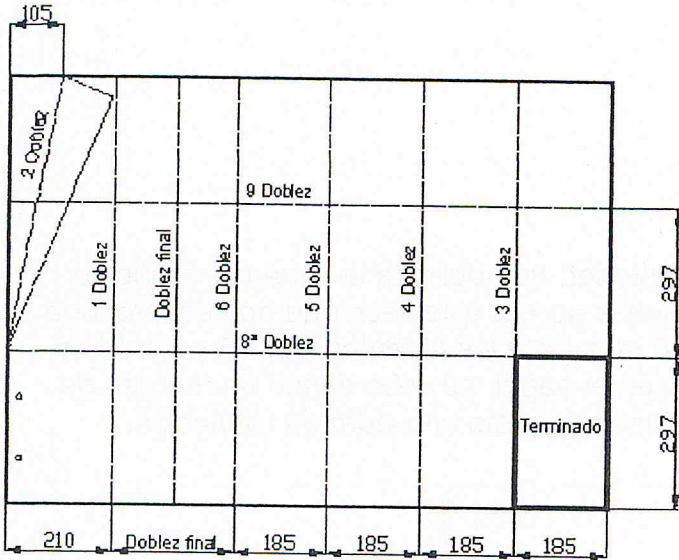 105
2 Doblez
9 Doblez
1 Doblez
Doblez final
6 Doblez
5 Doblez
4 Doblez
3 Doblez
297
8ª Doblez
Terminado
297
210
Doblez final
185
185
185
185